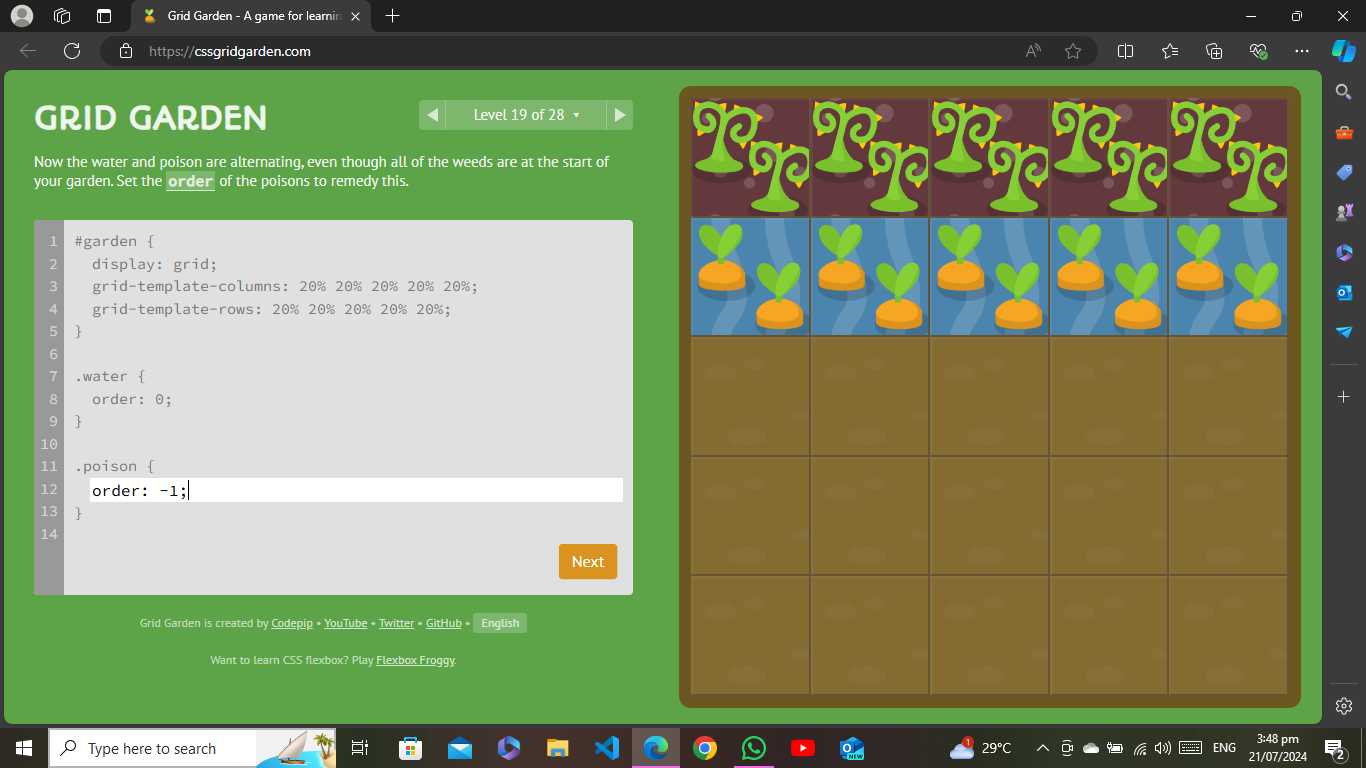 Grid Garden - A game for learnin
https://cssgridgarden.com
GRID GARDEN
Level 19 of 28
Now the water and poison are alternating, even though all of the weeds are at the start of
your garden. Set the order of the poisons to remedy this.
1 #garden {
2 display: grid;
3 grid-template-columns: 20% 20% 20% 20% 20%;
4 grid-template-rows: 20% 20% 20% 20% 20%;
5 }
6
7 .water {
8 order: 0;
9 }
10
11 .poison {
12 order: -1;
13 }
14
Next
Grid Garden is created by Codepip • YouTube • Twitter • GitHub • English
Want to learn CSS flexbox? Play Flexbox Froggy.
Type here to search
NEW
1
29°C
ENG
3:48 pm
21/07/2024
2